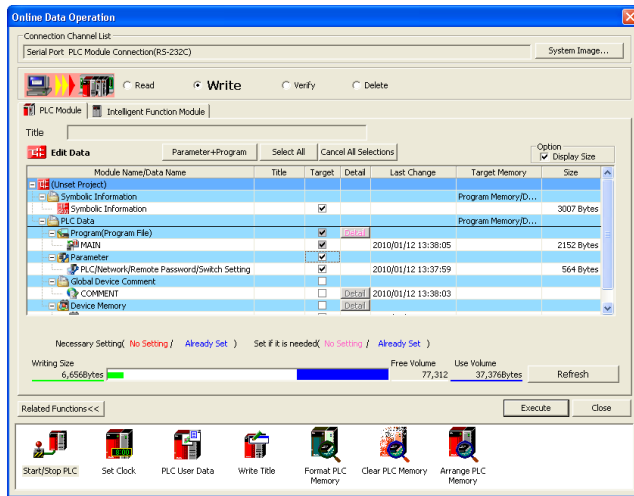 Online Data Operation
Connection Channel List
Serial Port PLC Module Connection(RS-232C)
System Image...
Read
Write
Verify
Delete
PLC Module
Intelligent Function Module
Title
Edit Data
Parameter+Program
Select All
Cancel All Selections
Option
Display Size
Module Name/Data Name Title Target Detail Last Change Target Memory Size
(Unset Project)
Symbolic Information Program Memory/D...
Symbolic Information 3007 Bytes
PLC Data Program Memory/D...
Program(Program File) Detail
MAIN 2010/01/12 13:38:05 2152 Bytes
Parameter
PLC/Network/Remote Password/Switch Setting 2010/01/12 13:37:59 564 Bytes
Global Device Comment
COMMENT Detail 2010/01/12 13:38:03
Device Memory Detail
Necessary Setting( No Setting / Already Set ) Set if it is needed( No Setting / Already Set )
Writing Size Free Volume Use Volume
6,656Bytes 77,312 37,376Bytes
Refresh
Related Functions<<
Execute
Close
Start/Stop PLC
Set Clock
PLC User Data
Write Title
Format PLC
Memory
Clear PLC Memory
Arrange PLC
Memory